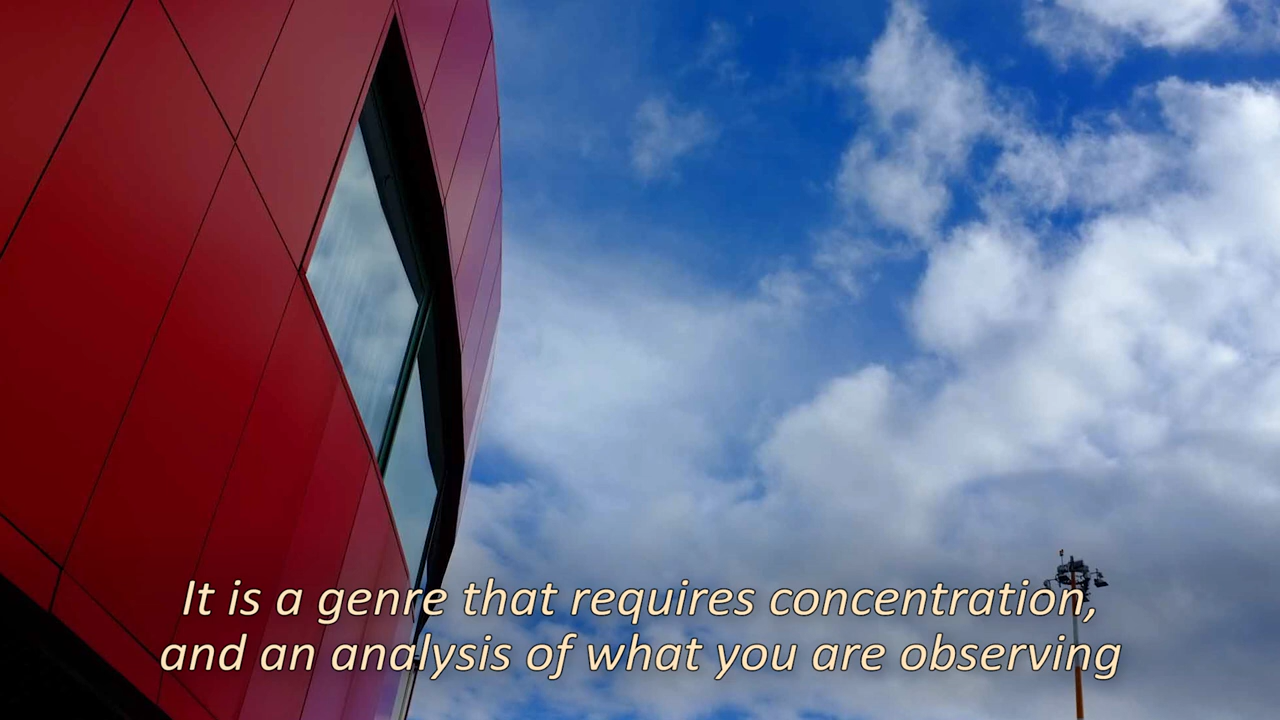 It is a genre that requires concentration,
and an analysis of what you are observing